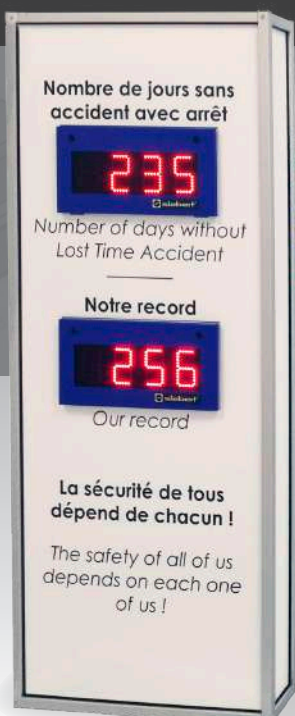 Nombre de jours sans
accident avec arrêt
235
siebert
Number of days without
Lost Time Accident
Notre record
256
siebert
Our record
La sécurité de tous
dépend de chacun !
The safety of all of us
depends on each one
of us !